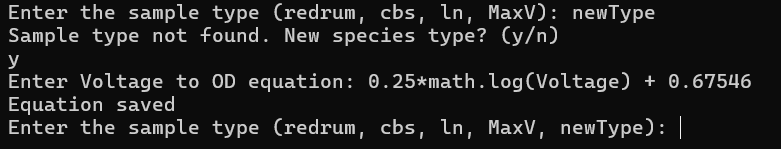 Enter the sample type (redrum, cbs, ln, MaxV): newType
Sample type not found. New species type? (y/n)
y
Enter Voltage to OD equation: 0.25*math.log(Voltage) + 0.67546
Equation saved
Enter the sample type (redrum, cbs, ln, MaxV, newType):